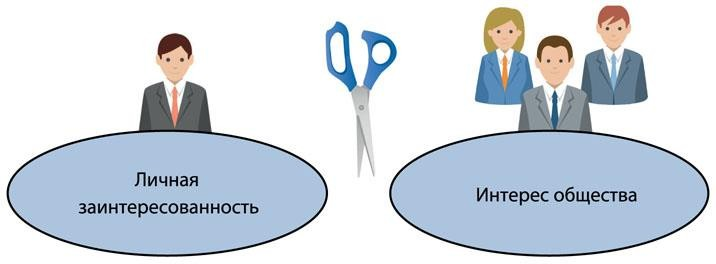 Личная
заинтересованность
Интерес общества